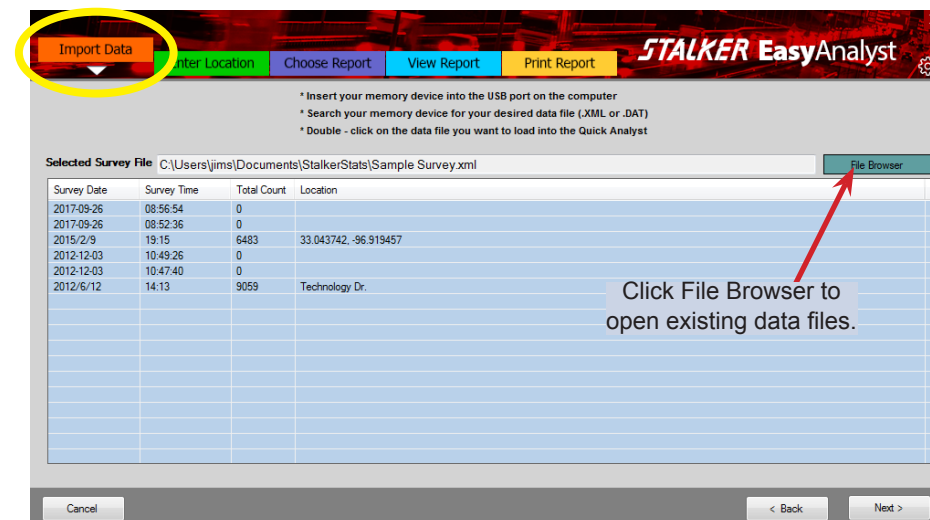 Import Data
Enter Location
Choose Report
View Report
Print Report
STALKER EasyAnalyst
* Insert your memory device into the USB port on the computer
* Search your memory device for your desired data file (.XML or .DAT)
* Double - click on the data file you want to load into the Quick Analyst
Selected Survey File C:\Users\jims\Documents\StalkerStats\Sample Survey.xml File Browser
Survey Date Survey Time Total Count Location
2017-09-26 08:56:54 0
2017-09-26 08:52:36 0
2015/2/9 19:15 6483 33.043742, -96.919457
2012-12-03 10:49:26 0
2012-12-03 10:47:40 0
2012/6/12 14:13 9059 Technology Dr.
Click File Browser to
open existing data files.
Cancel < Back Next >